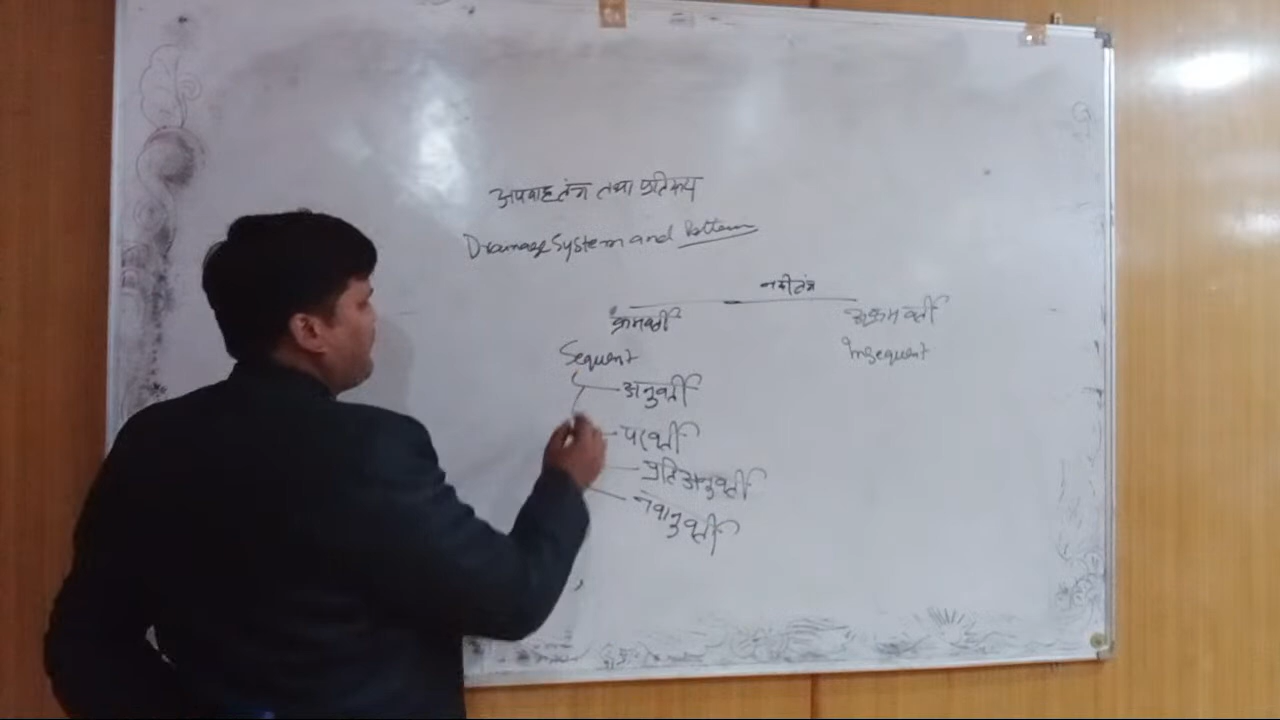 अपवाह तंत्र तथा प्रतिरूप
Drainage System and Pattern
नदीतंत्र
क्रमवर्ती
अक्रमवर्ती
Sequent
Insequent
अनुवर्ती
परवर्ती
प्रतिअनुवर्ती
नवानुवर्ती